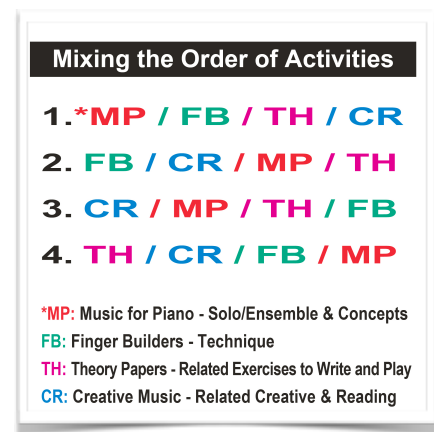 Mixing the Order of Activities
1.*MP / FB / TH / CR
2. FB / CR / MP / TH
3. CR / MP / TH / FB
4. TH / CR / FB / MP
*MP: Music for Piano - Solo/Ensemble & Concepts
FB: Finger Builders - Technique
TH: Theory Papers - Related Exercises to Write and Play
CR: Creative Music - Related Creative & Reading